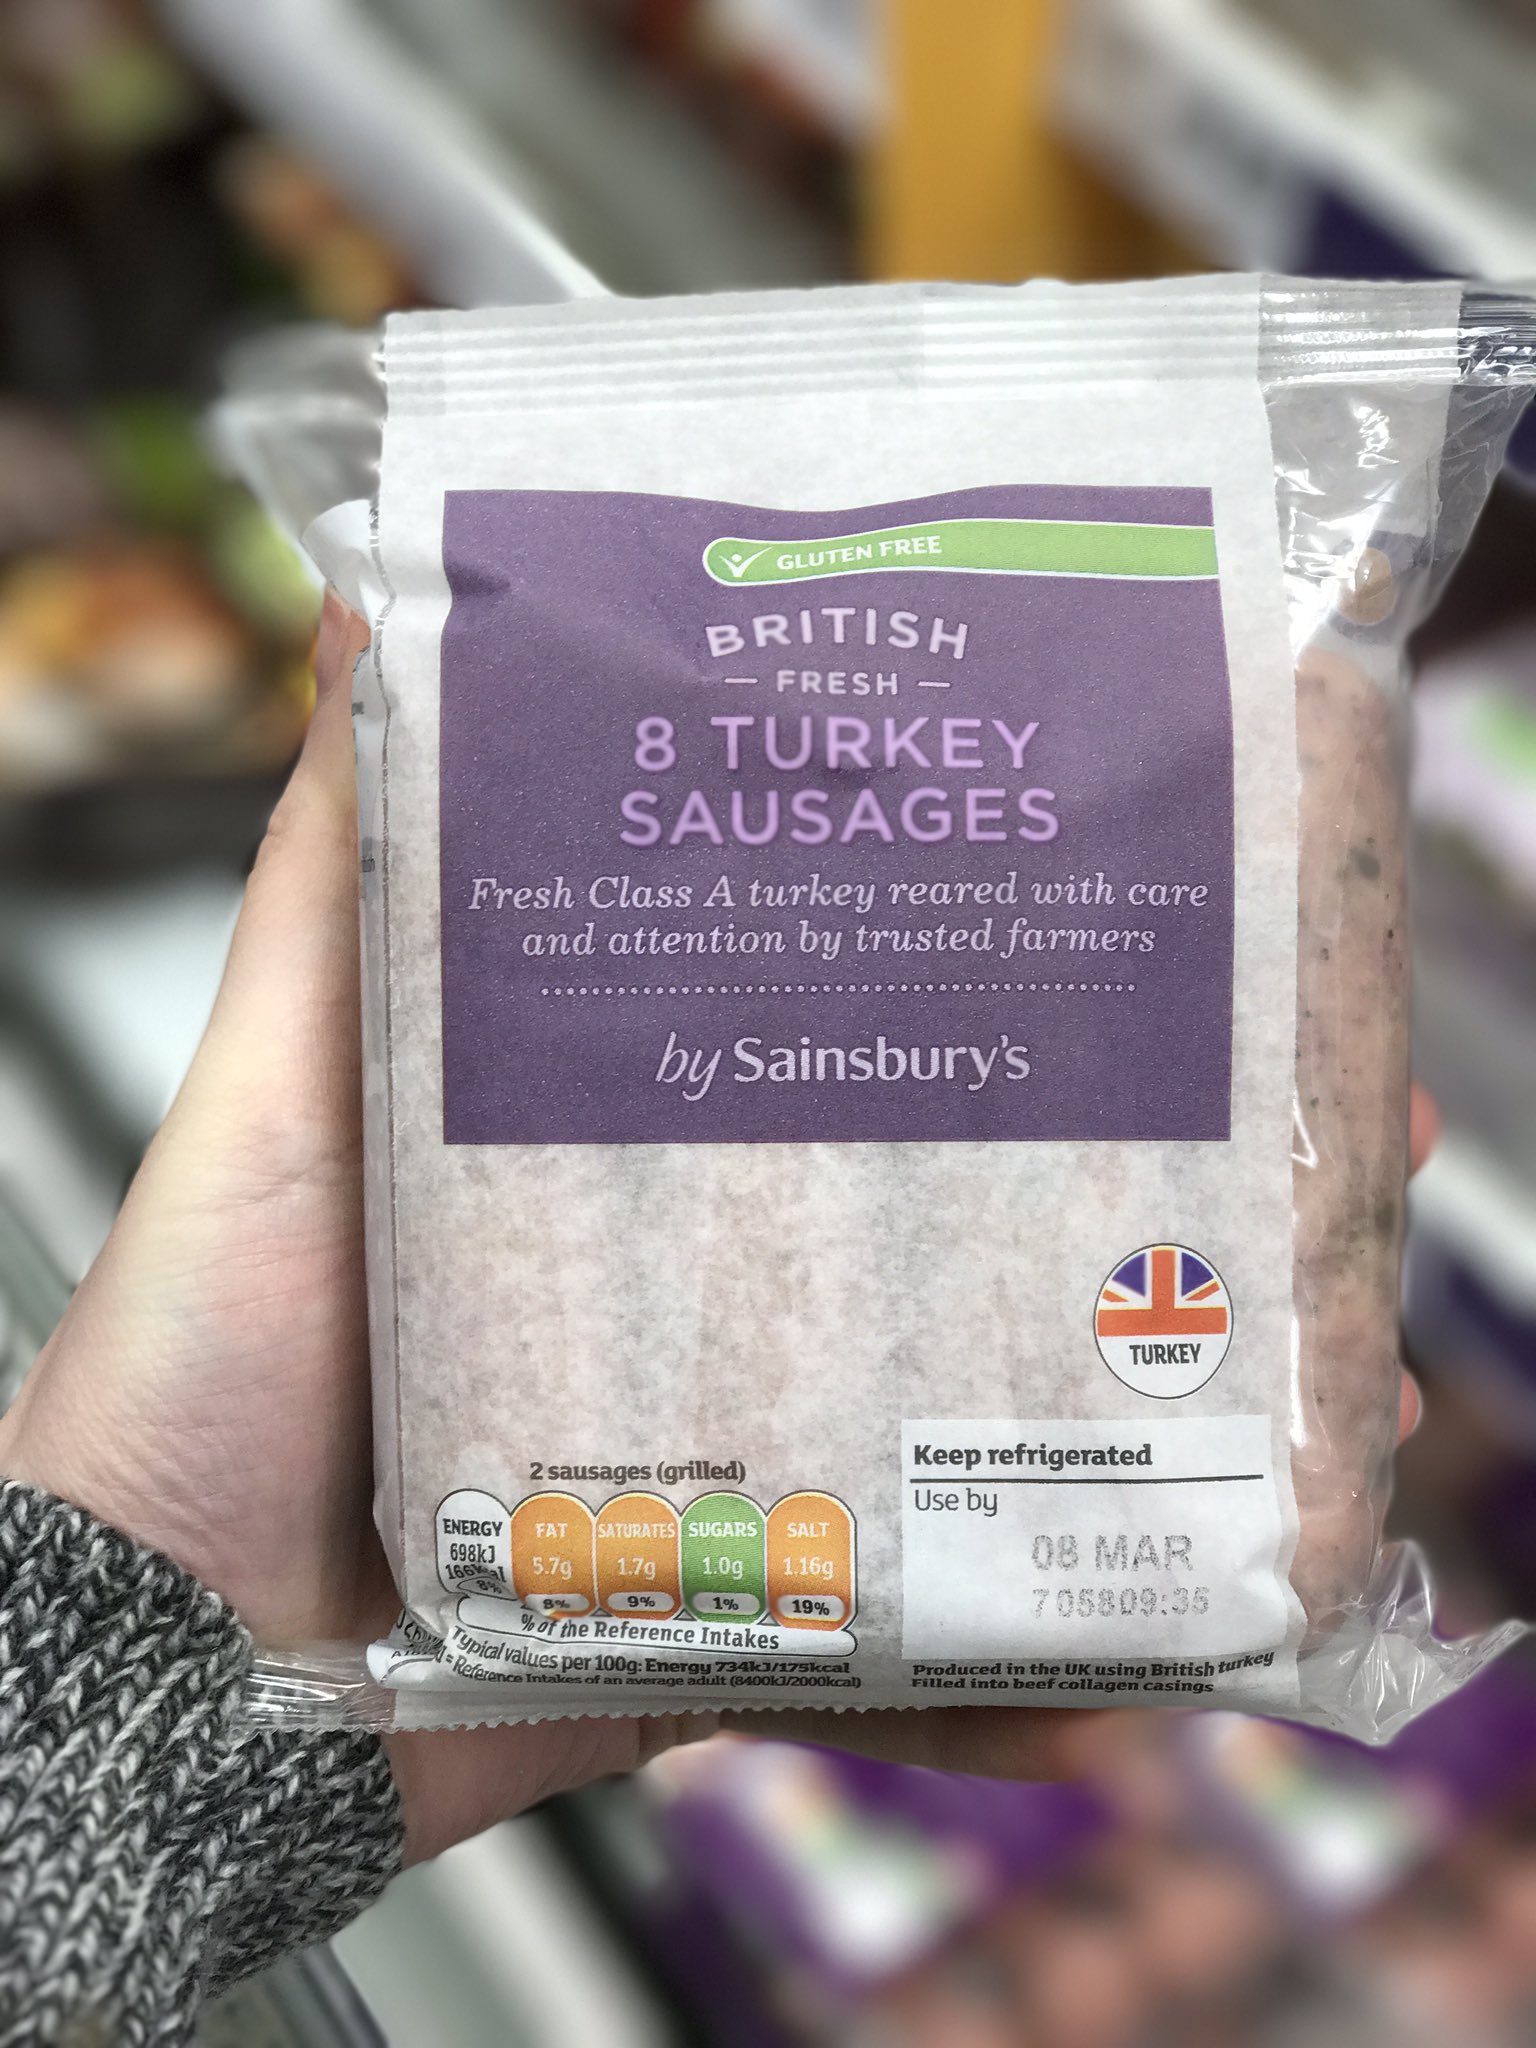 GLUTEN FREE
BRITISH
— FRESH —
8 TURKEY
SAUSAGES
Fresh Class A turkey reared with care
and attention by trusted farmers
by Sainsbury's
TURKEY
Keep refrigerated
Use by
08 MAR
705809:35
Produced in the UK using British turkey
Filled into beef collagen casings
2 sausages (grilled)
ENERGY FAT SATURATES SUGARS SALT
698kJ 5.7g 1.7g 1.0g 1.16g
166kcal
8% 8% 9% 1% 19%
% of the Reference Intakes
Typical values per 100g: Energy 734kJ/175kcal
= Reference Intakes of an average adult (8400kJ/2000kcal)